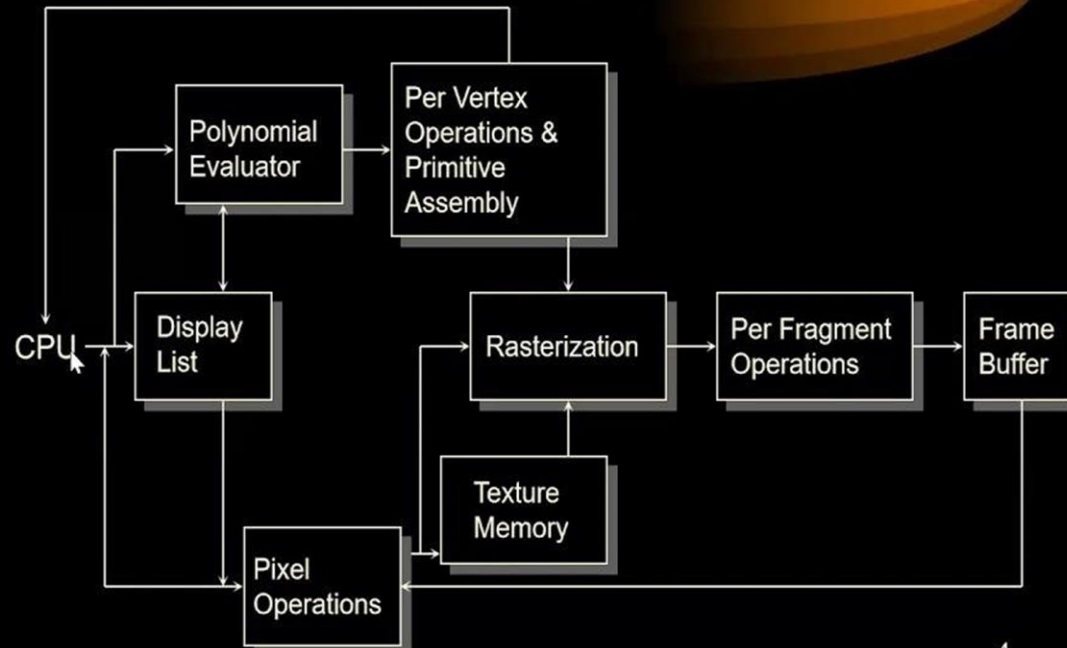 Polynomial
Evaluator
Per Vertex
Operations &
Primitive
Assembly
CPU
Display
List
Rasterization
Per Fragment
Operations
Frame
Buffer
Texture
Memory
Pixel
Operations